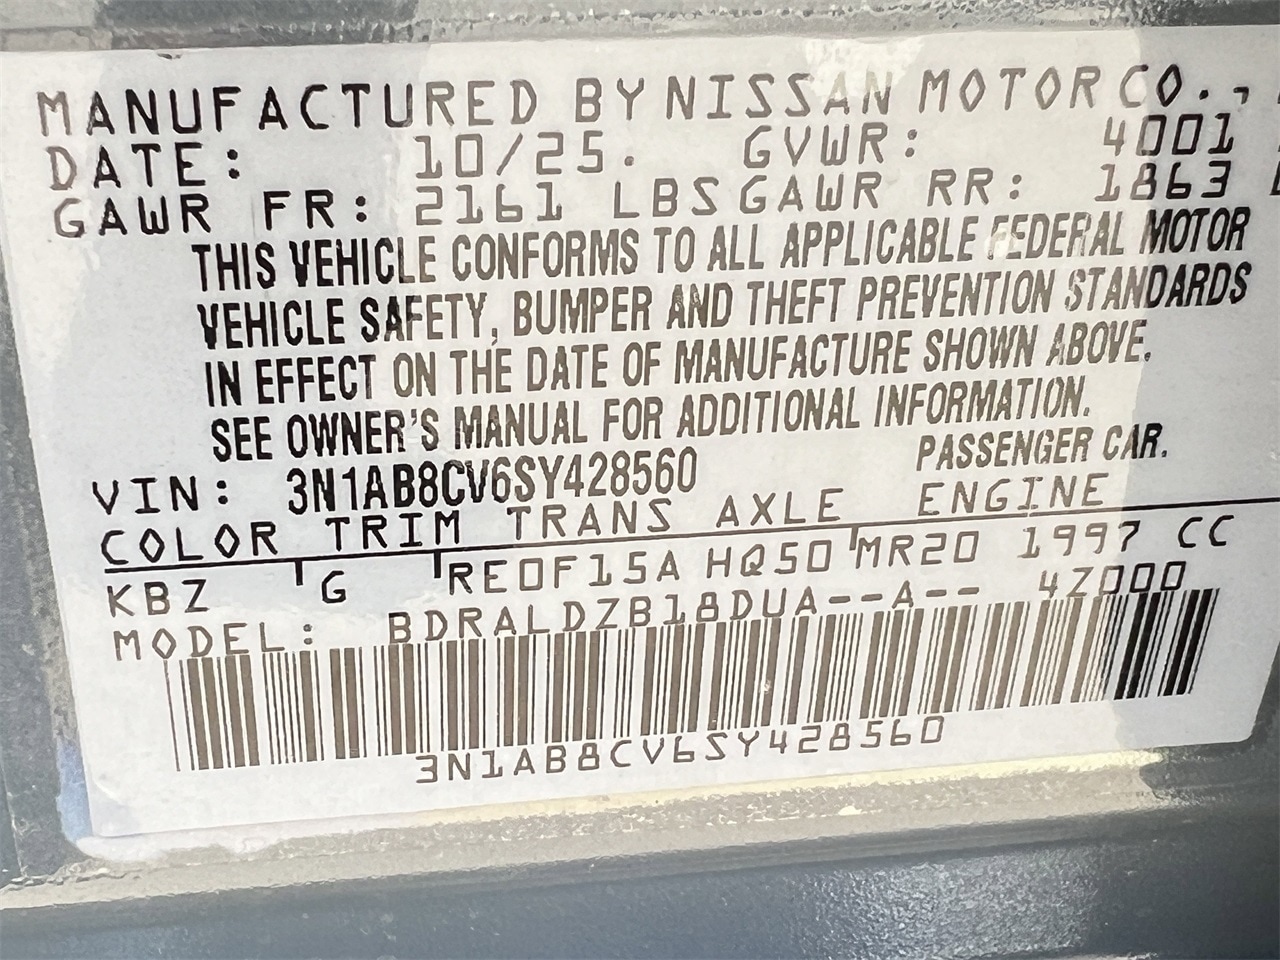 MANUFACTURED BY NISSAN MOTOR CO.,
DATE: 10/25. GVWR: 4001
GAWR FR: 2161 LBS GAWR RR: 1863
THIS VEHICLE CONFORMS TO ALL APPLICABLE FEDERAL MOTOR
VEHICLE SAFETY, BUMPER AND THEFT PREVENTION STANDARDS
IN EFFECT ON THE DATE OF MANUFACTURE SHOWN ABOVE.
SEE OWNER'S MANUAL FOR ADDITIONAL INFORMATION.
PASSENGER CAR.
VIN: 3N1AB8CV6SY428560
COLOR TRIM TRANS AXLE ENGINE
KBZ G RE0F15A HQ50 MR20 1997 CC
MODEL: BDRALDZB18DUA--A-- 4Z000
3N1AB8CV6SY428560